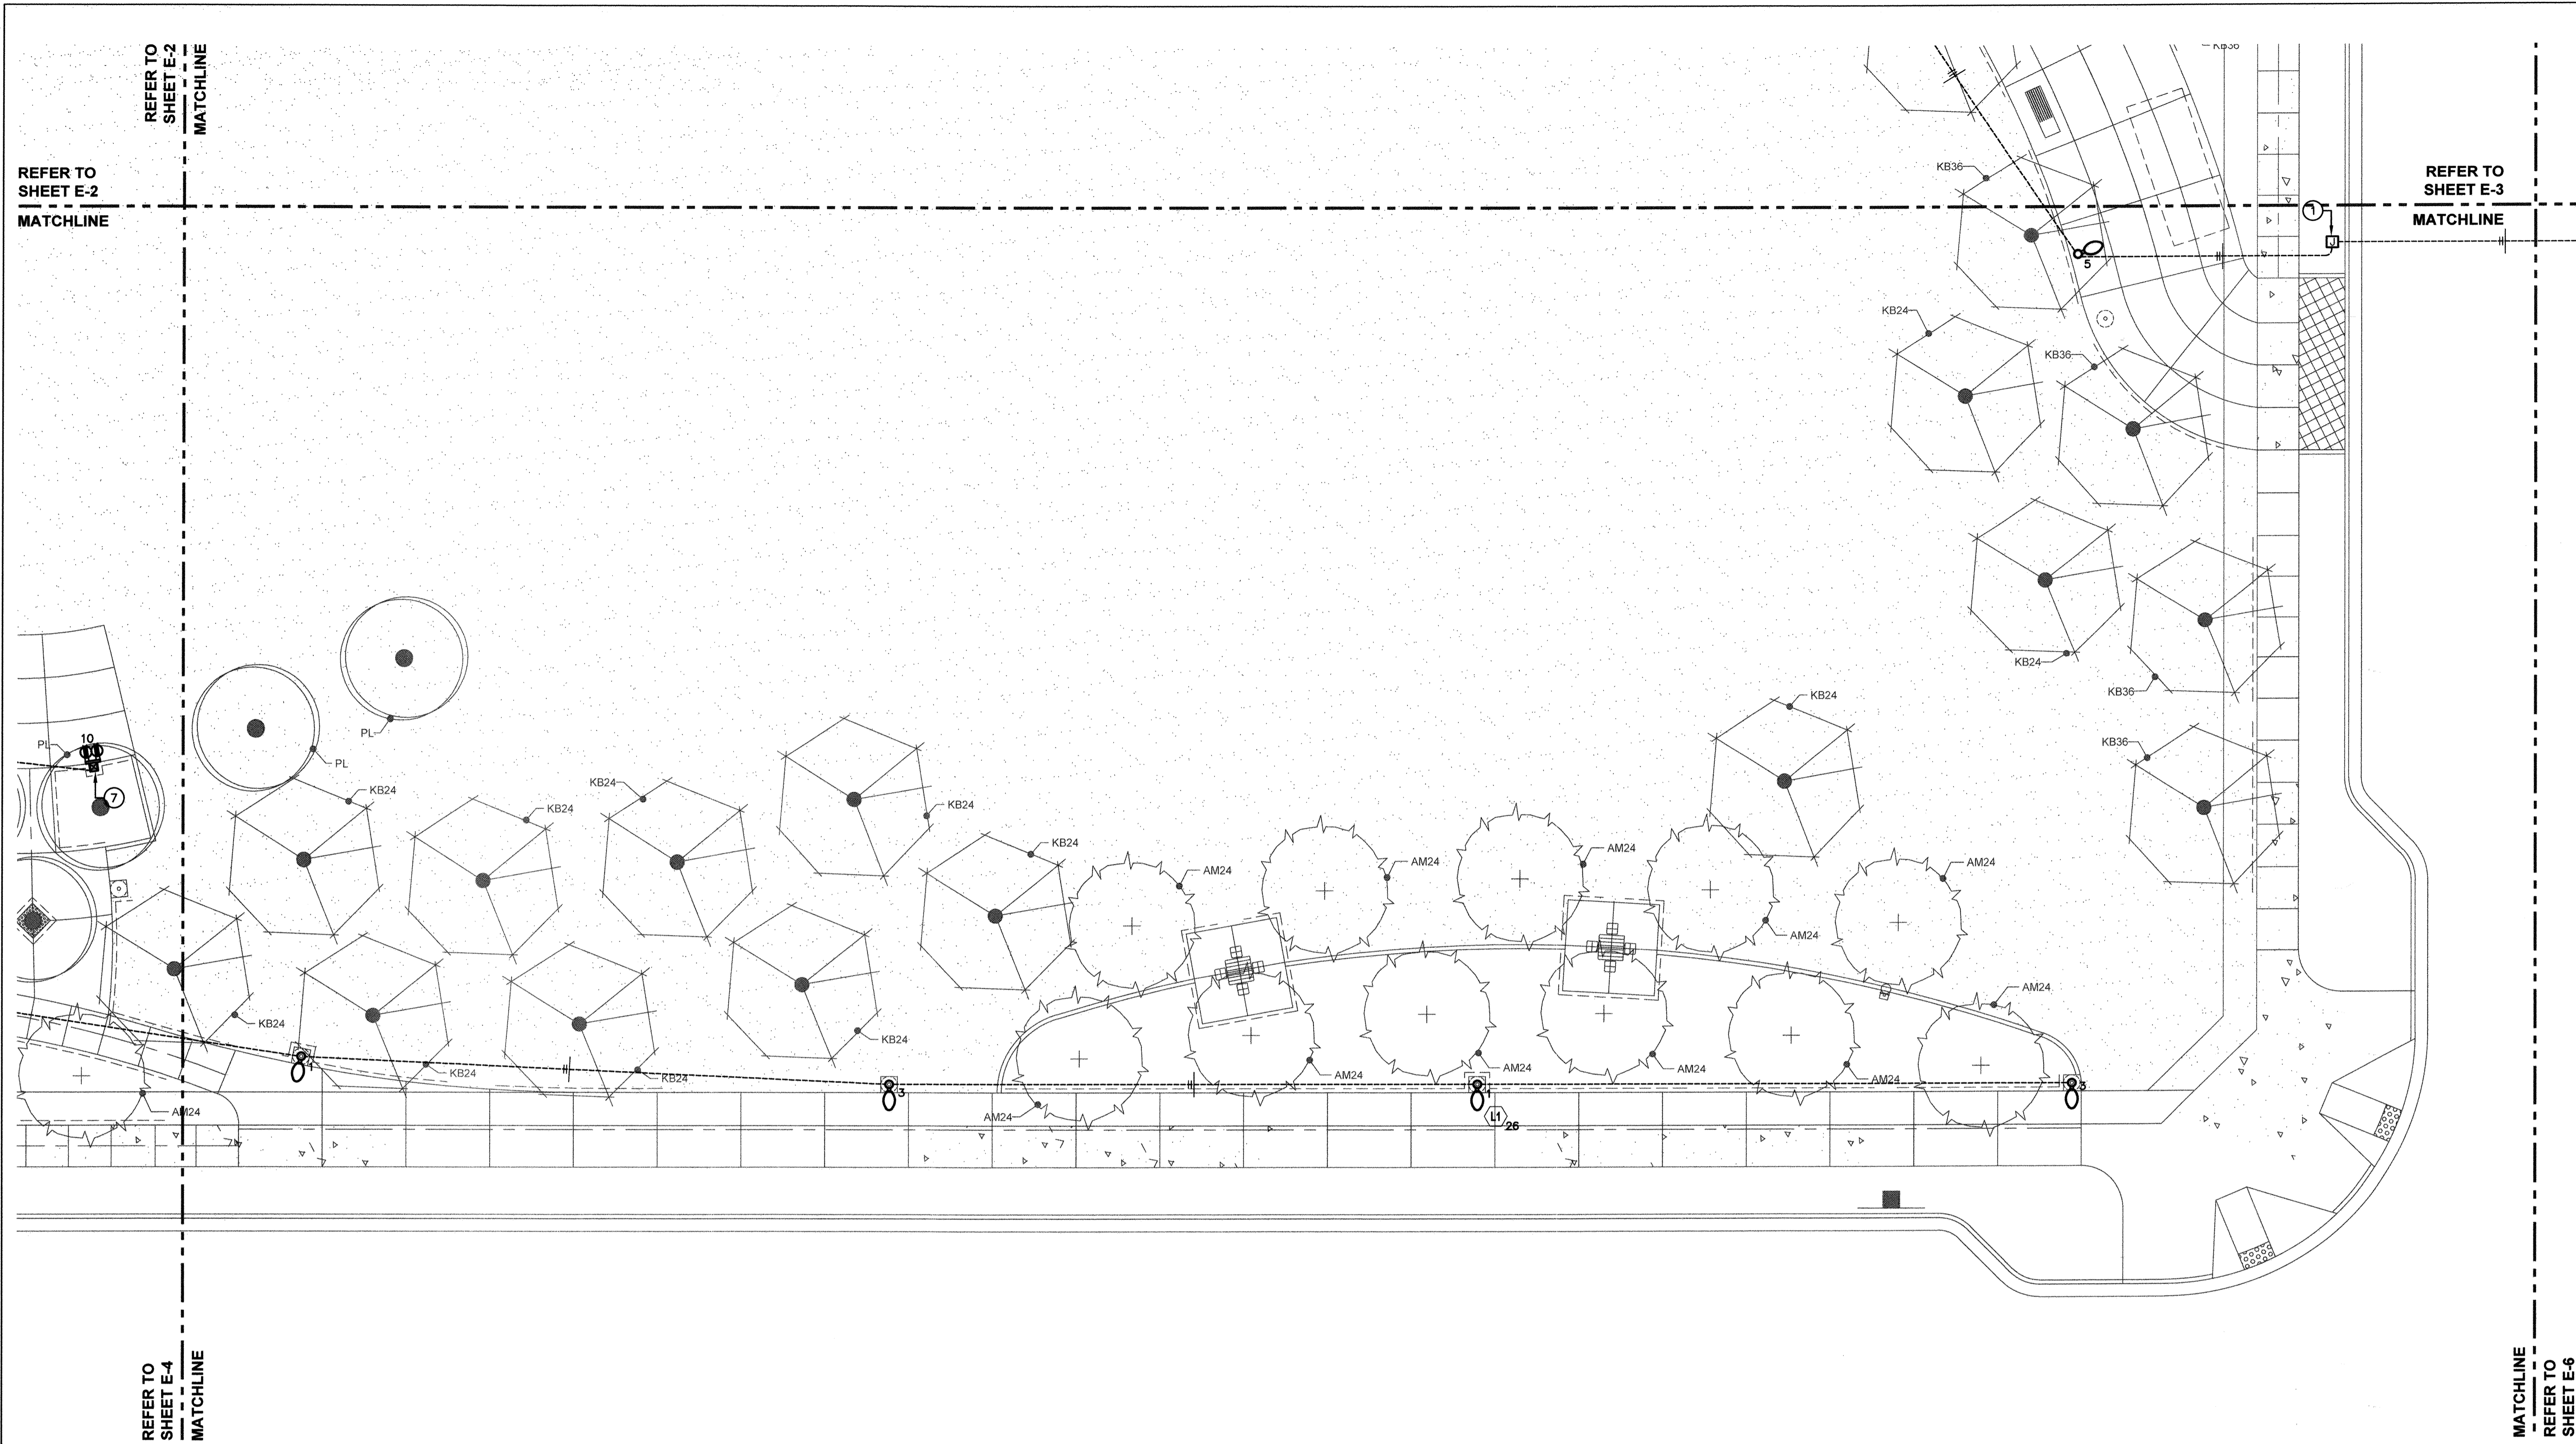 REFER TO
SHEET E-2
MATCHLINE
KB36
REFER TO
SHEET E-2
MATCHLINE
REFER TO
SHEET E-3
MATCHLINE
KB36
1
J
5
KB24
KB36
KB24
KB36
KB24
PL
PL
PL
10
7
KB36
KB24
KB24
KB24
KB24
KB24
AM24
AM24
AM24
AM24
AM24
KB24
KB24
KB24
KB24
AM24
AM24
AM24
AM24
AM24
AM24
AM24
1
3
1
3
L1
26
REFER TO
SHEET E-4
MATCHLINE
MATCHLINE
REFER TO
SHEET E-6